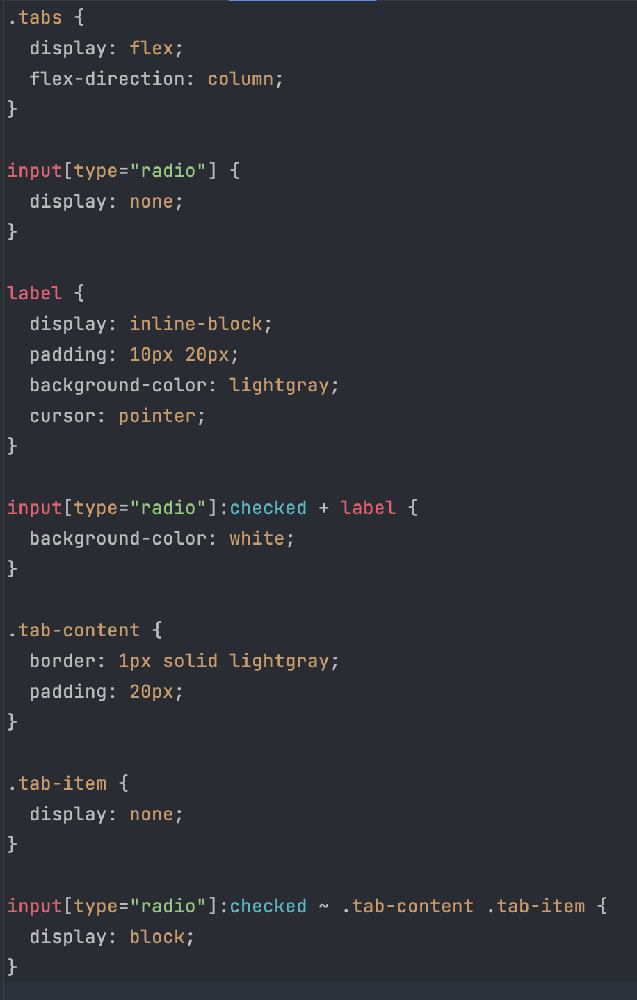 .tabs {
  display: flex;
  flex-direction: column;
}

input[type="radio"] {
  display: none;
}

label {
  display: inline-block;
  padding: 10px 20px;
  background-color: lightgray;
  cursor: pointer;
}

input[type="radio"]:checked + label {
  background-color: white;
}

.tab-content {
  border: 1px solid lightgray;
  padding: 20px;
}

.tab-item {
  display: none;
}

input[type="radio"]:checked ~ .tab-content .tab-item {
  display: block;
}